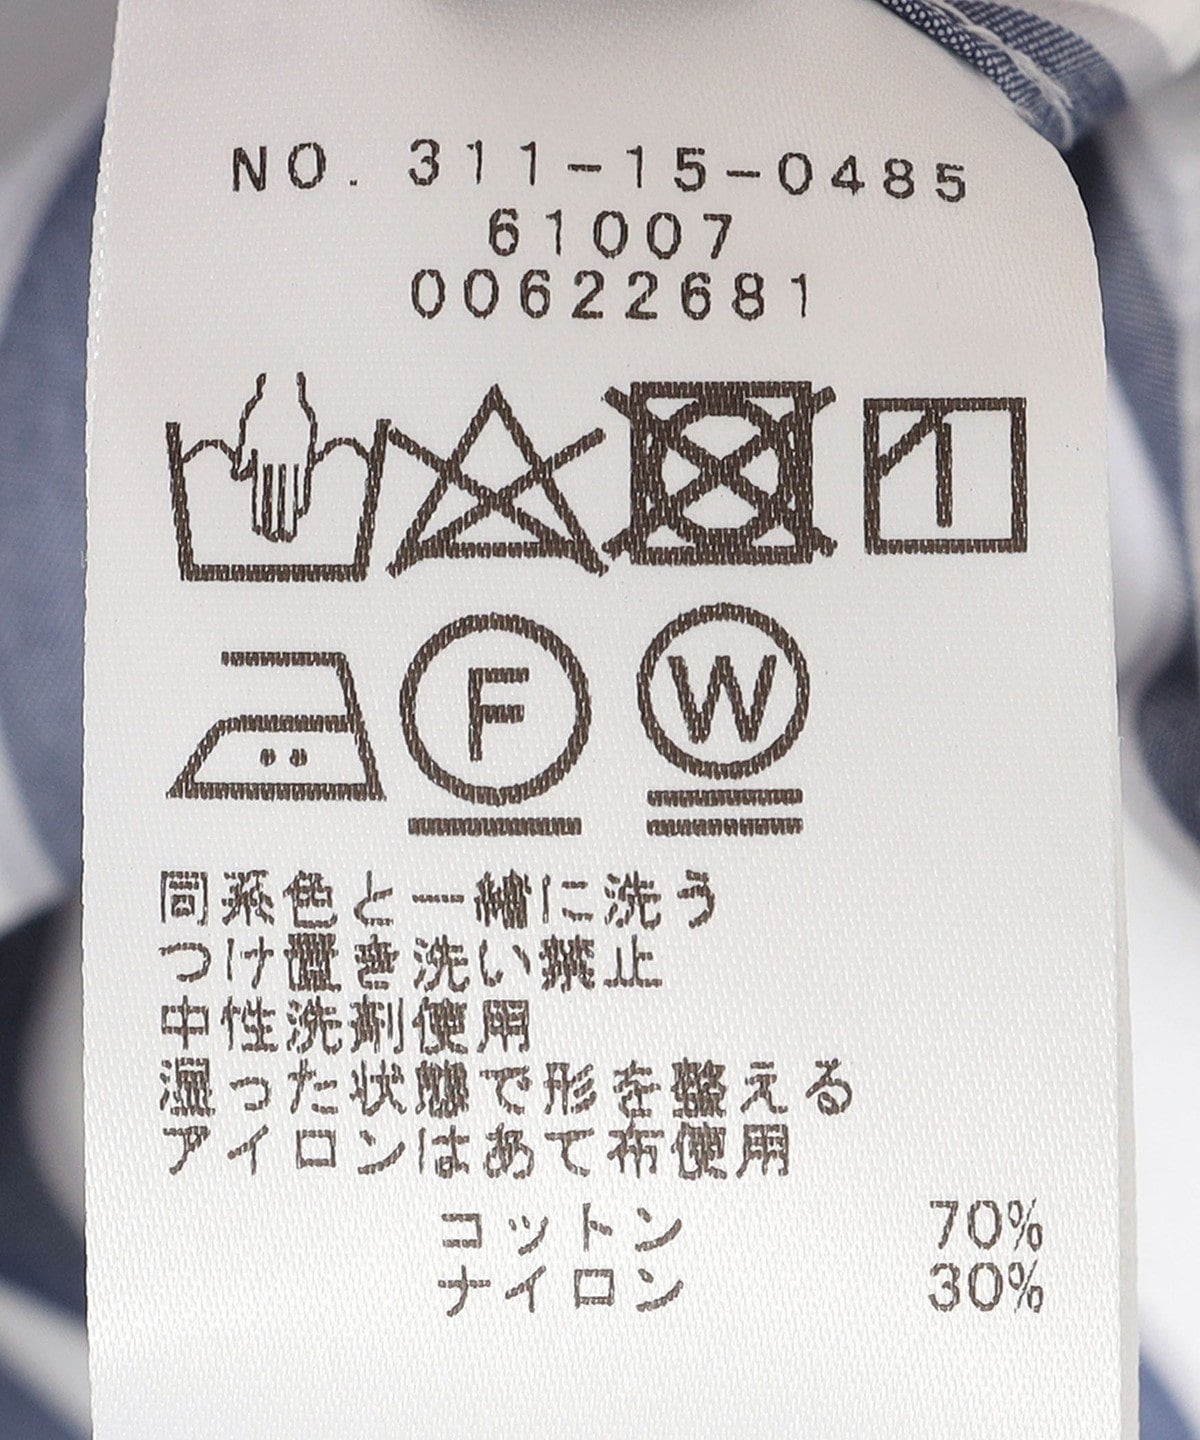 NO. 311-15-0485
61007
00622681
F W
同系色と一緒に洗う
つけ置き洗い禁止
中性洗剤使用
湿った状態で形を整える
アイロンはあて布使用
コットン 70%
ナイロン 30%